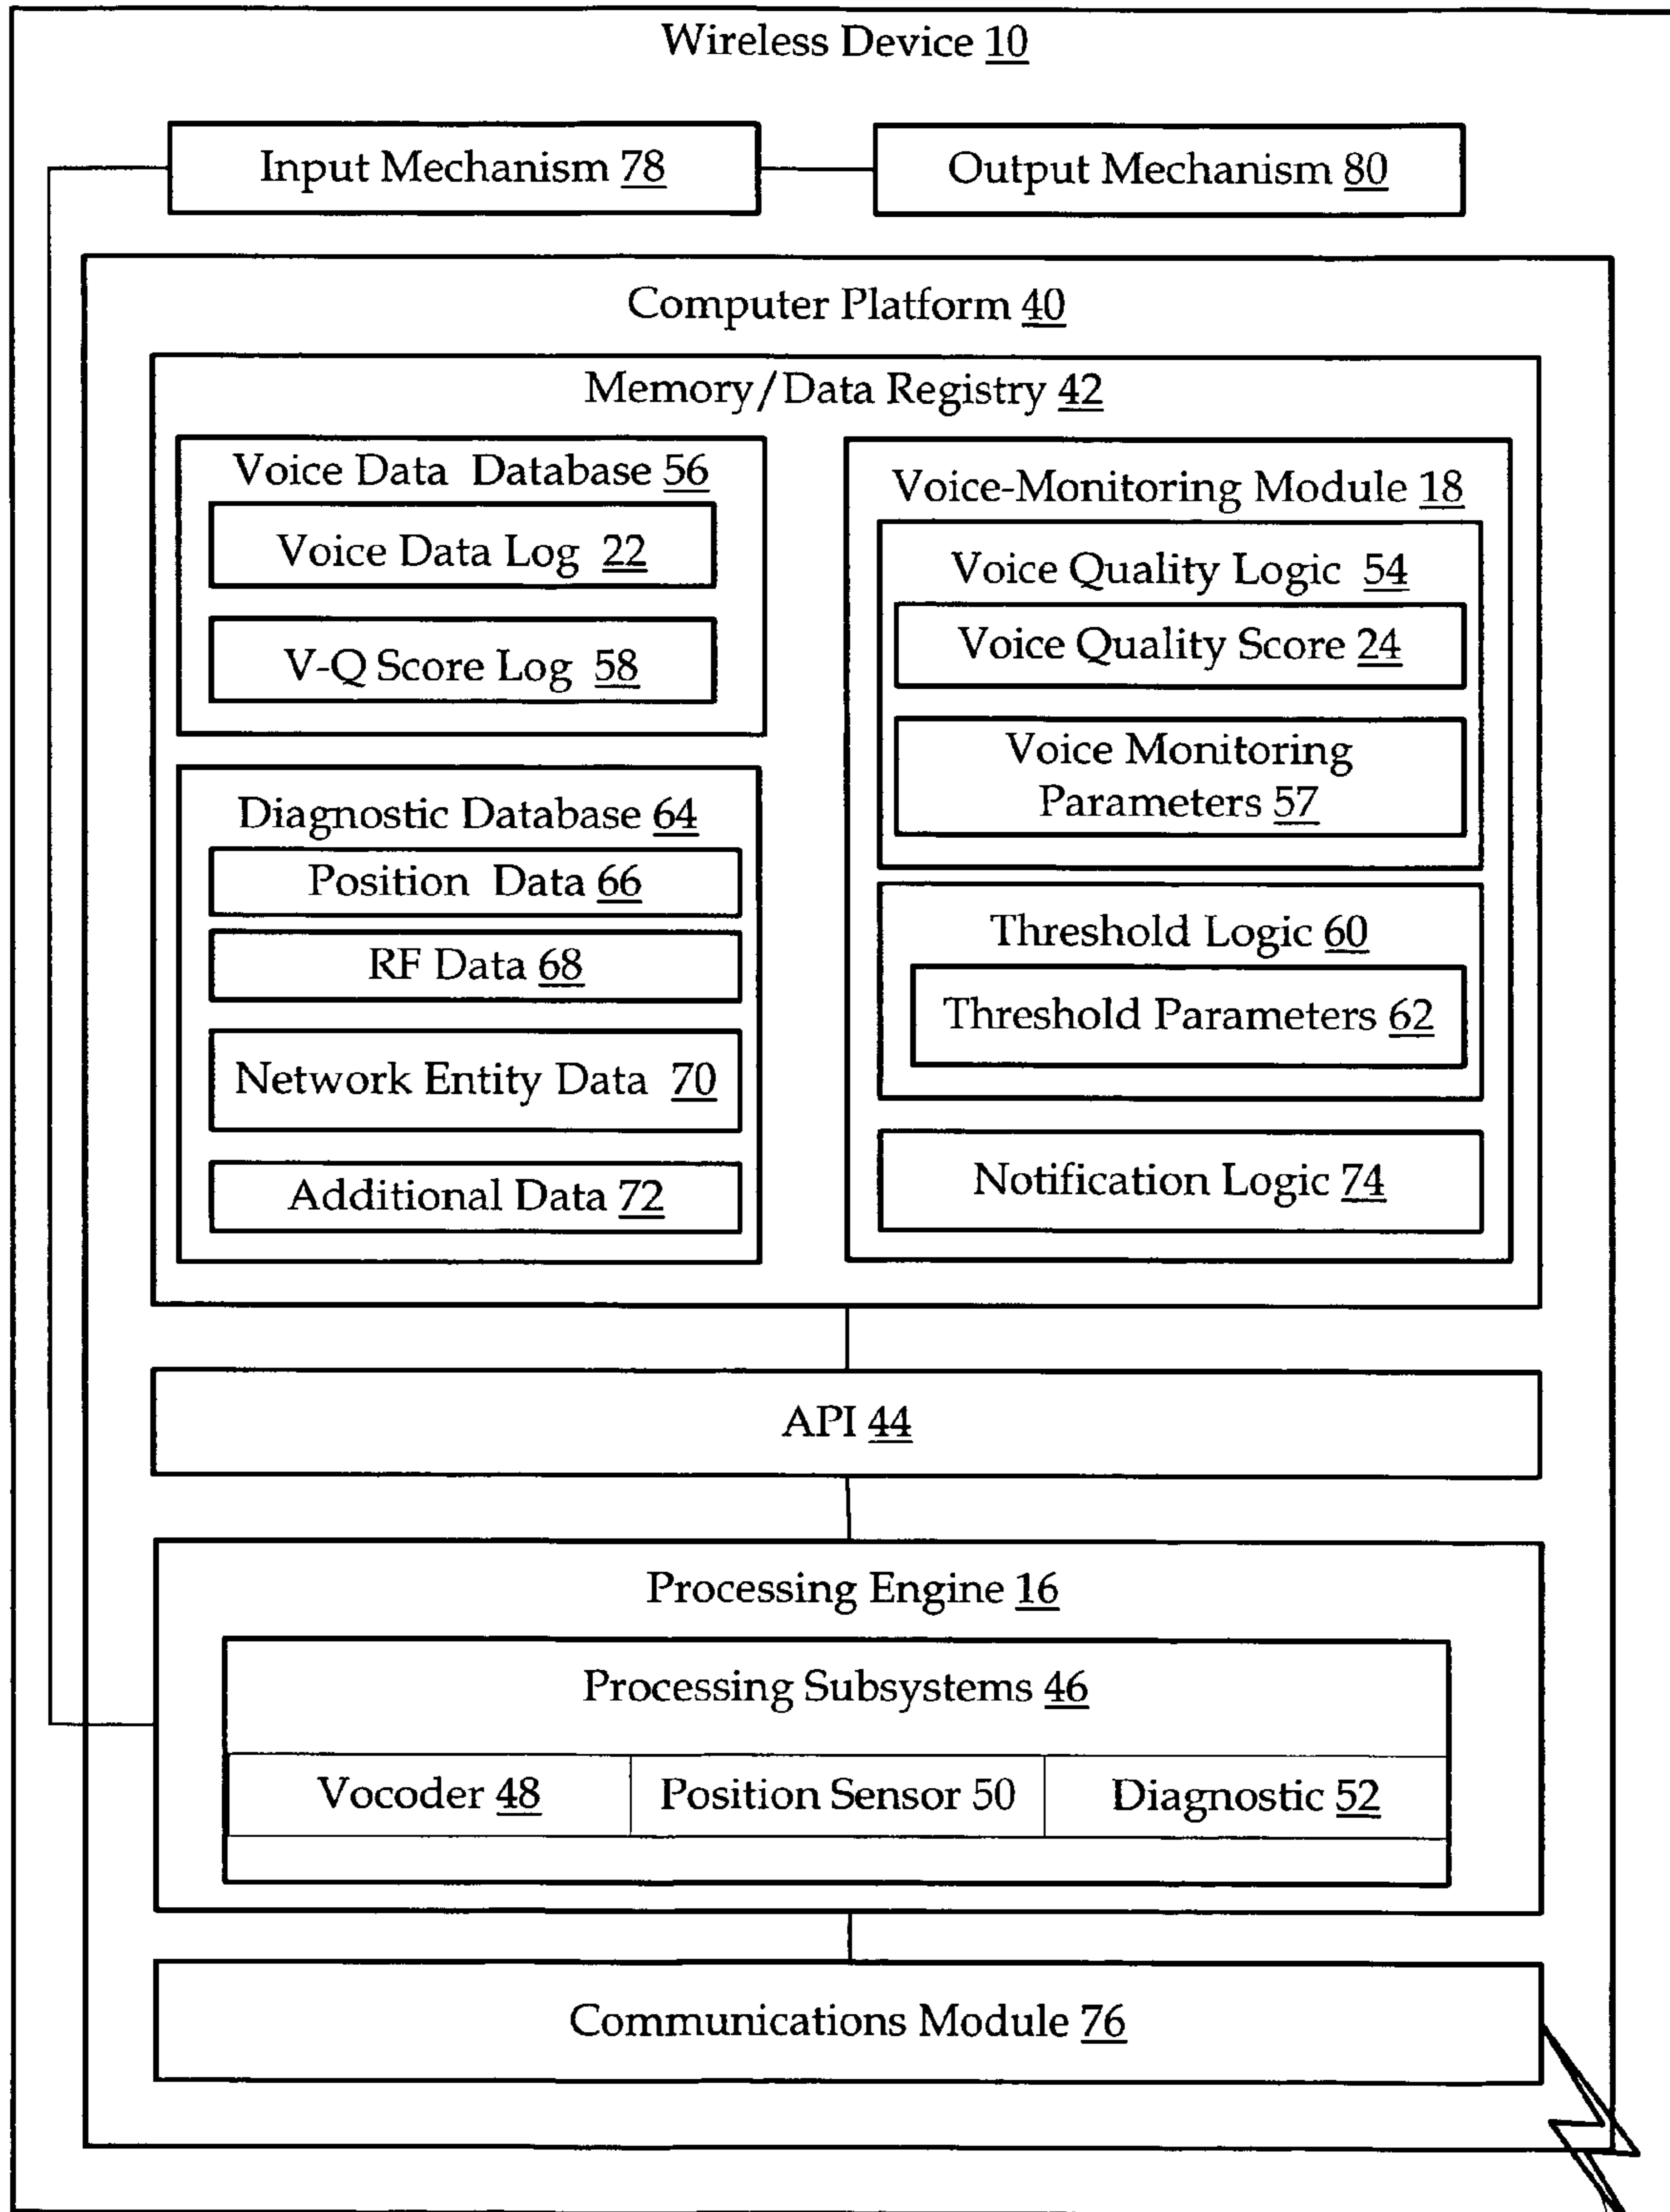 Wireless Device 10
Input Mechanism 78
Output Mechanism 80
Computer Platform 40
Memory/Data Registry 42
Voice Data Database 56
Voice Data Log 22
V-Q Score Log 58
Diagnostic Database 64
Position Data 66
RF Data 68
Network Entity Data 70
Additional Data 72
Voice-Monitoring Module 18
Voice Quality Logic 54
Voice Quality Score 24
Voice Monitoring
Parameters 57
Threshold Logic 60
Threshold Parameters 62
Notification Logic 74
API 44
Processing Engine 16
Processing Subsystems 46
Vocoder 48
Position Sensor 50
Diagnostic 52
Communications Module 76